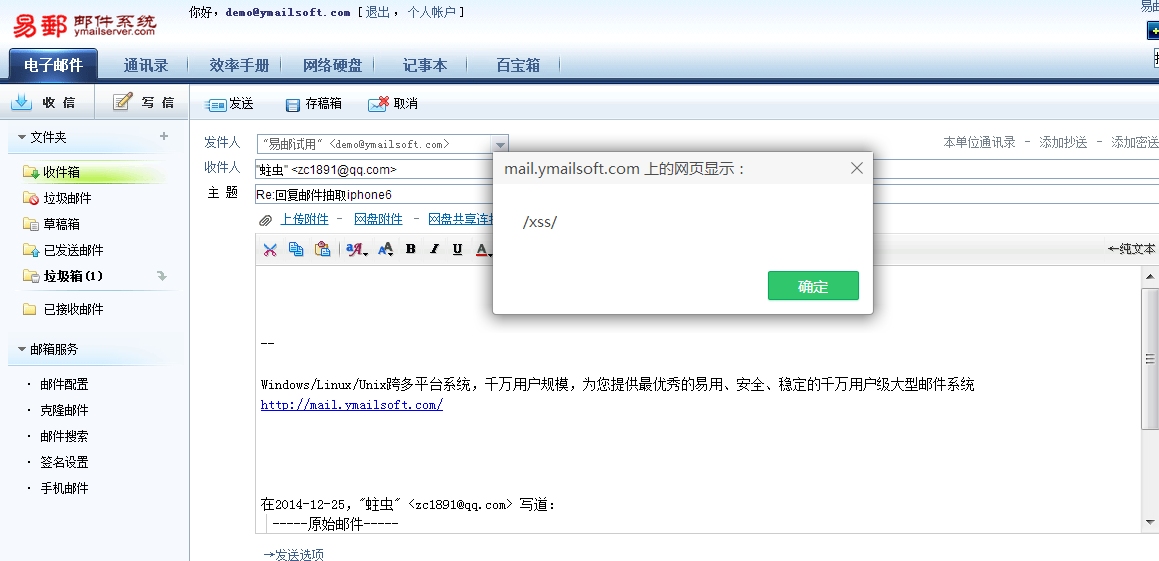 你好，demo@ymailsoft.com [退出，个人帐户]
易郵 邮件系统
ymailserver.com
电子邮件 通讯录 效率手册 网络硬盘 记事本 百宝箱
收 信 写 信 发送 存稿箱 取消
文件夹 +
收件箱
垃圾邮件
草稿箱
已发送邮件
垃圾箱(1)
已接收邮件
邮箱服务
· 邮件配置
· 克隆邮件
· 邮件搜索
· 签名设置
· 手机邮件
发件人 "易邮试用" <demo@ymailsoft.com>
本单位通讯录 - 添加抄送 - 添加密送
收件人 "蛀虫" <zc1891@qq.com>
主 题 Re:回复邮件抽取iphone6
上传附件 - 网盘附件 - 网盘共享连接
B I U A ←纯文本
mail.ymailsoft.com 上的网页显示：
/xss/
确定
--
Windows/Linux/Unix跨多平台系统，千万用户规模，为您提供最优秀的易用、安全、稳定的千万用户级大型邮件系统
http://mail.ymailsoft.com/
在2014-12-25，"蛀虫" <zc1891@qq.com> 写道：
-----原始邮件-----
→发送选项